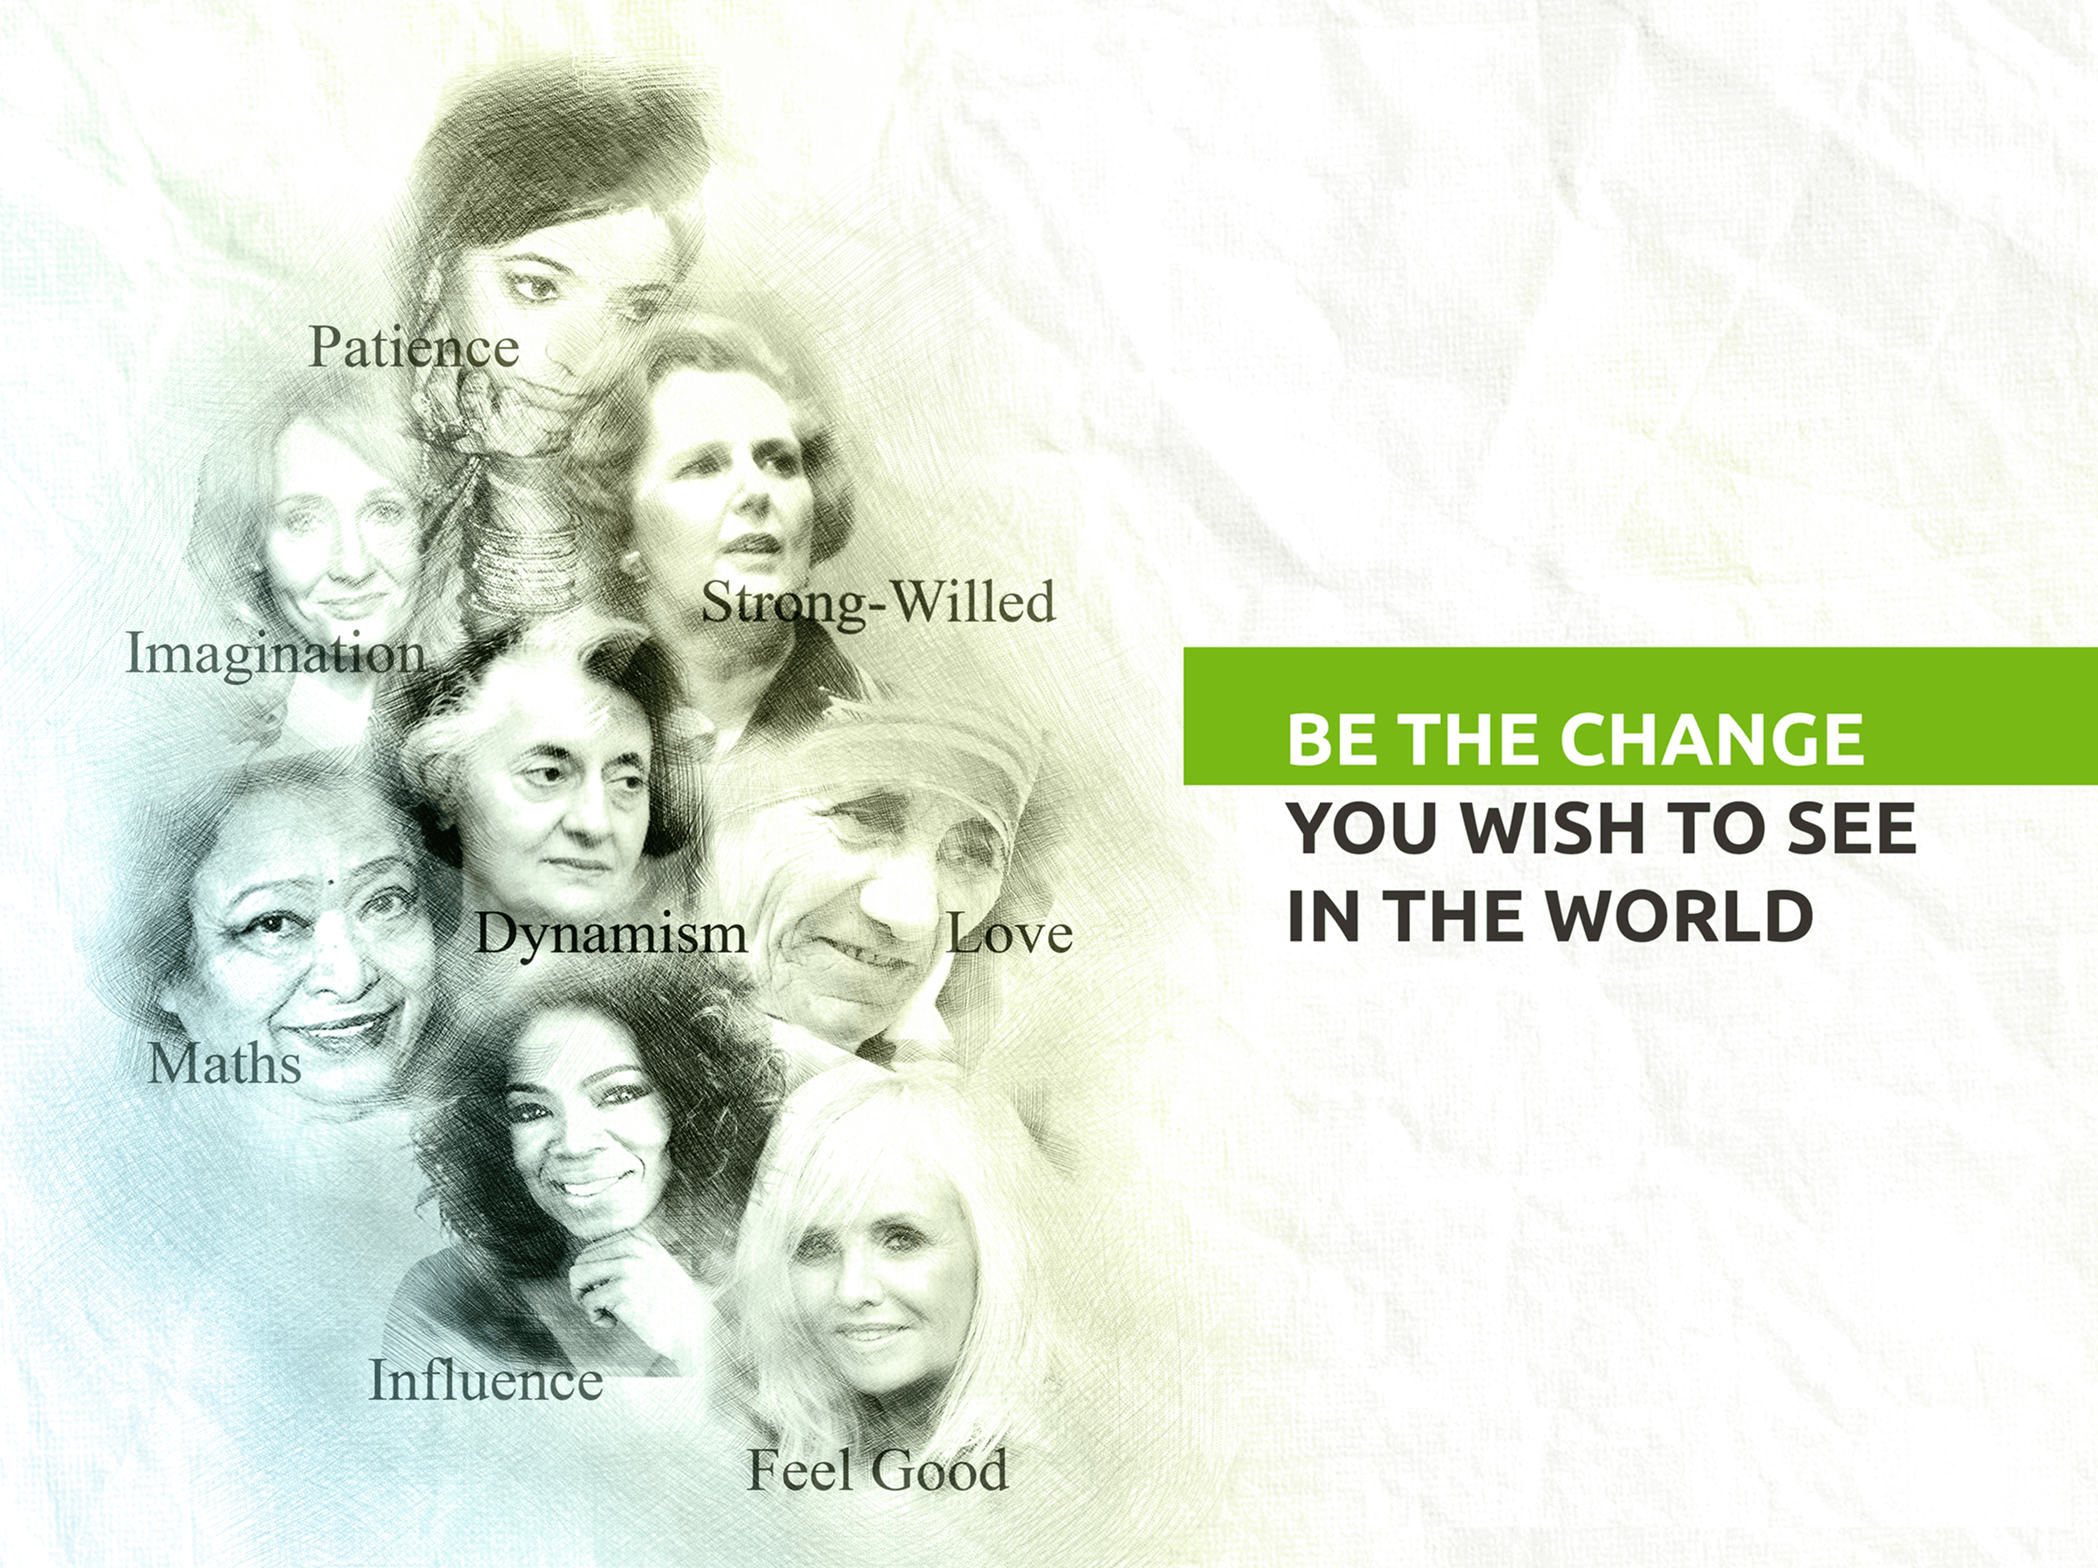 Patience
Imagination
Strong-Willed
Dynamism
Love
Maths
Influence
Feel Good
BE THE CHANGE
YOU WISH TO SEE
IN THE WORLD